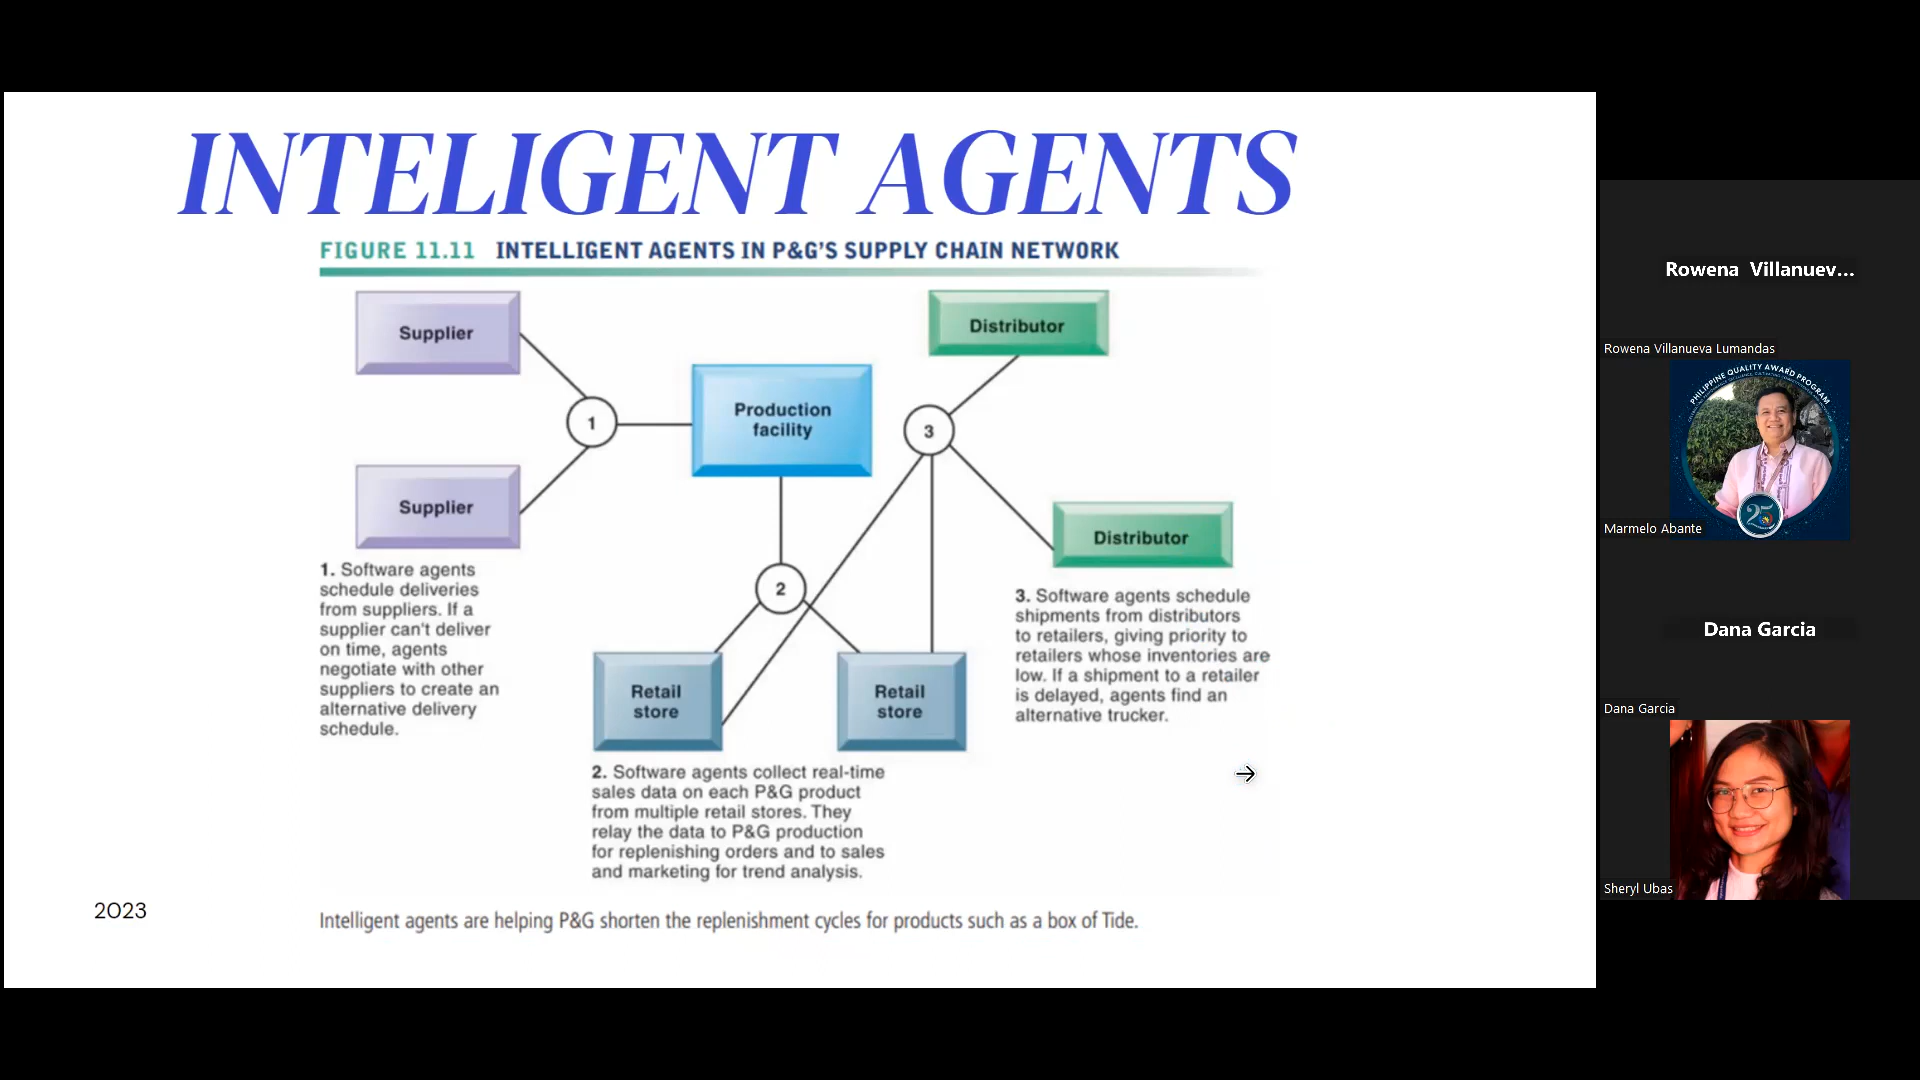 INTELIGENT AGENTS
FIGURE 11.11 INTELLIGENT AGENTS IN P&G'S SUPPLY CHAIN NETWORK
Supplier
Distributor
Production
facility
1
3
Supplier
Distributor
2
1. Software agents
schedule deliveries
from suppliers. If a
supplier can't deliver
on time, agents
negotiate with other
suppliers to create an
alternative delivery
schedule.
3. Software agents schedule
shipments from distributors
to retailers, giving priority to
retailers whose inventories are
low. If a shipment to a retailer
is delayed, agents find an
alternative trucker.
Retail
store
Retail
store
2. Software agents collect real-time
sales data on each P&G product
from multiple retail stores. They
relay the data to P&G production
for replenishing orders and to sales
and marketing for trend analysis.
2023
Intelligent agents are helping P&G shorten the replenishment cycles for products such as a box of Tide.
Rowena Villanuev...
Rowena Villanueva Lumandas
PHILIPPINE QUALITY AWARD PROGRAM
25
Marmelo Abante
Dana Garcia
Dana Garcia
Sheryl Ubas